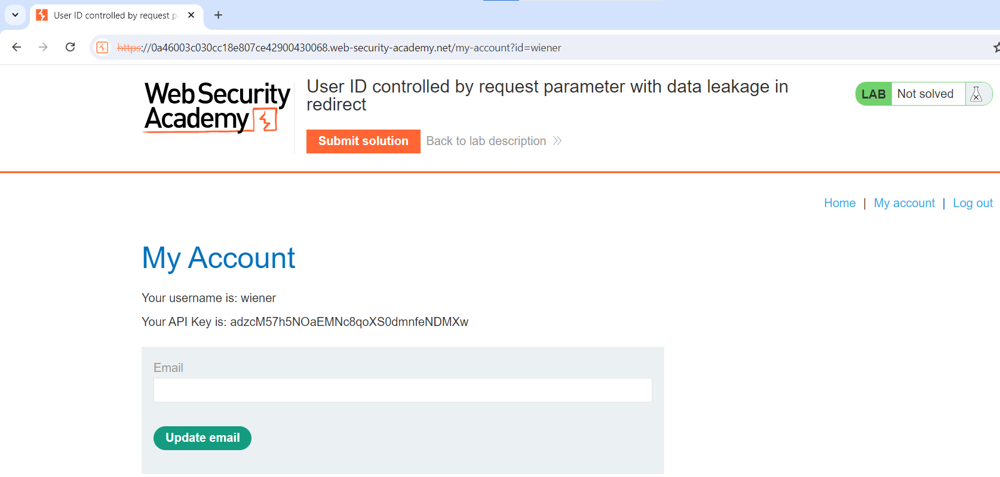 User ID controlled by request p
https://0a46003c030cc18e807ce42900430068.web-security-academy.net/my-account?id=wiener
Web Security
Academy
User ID controlled by request parameter with data leakage in
redirect
LAB Not solved
Submit solution Back to lab description
Home | My account | Log out
My Account
Your username is: wiener
Your API Key is: adzcM57h5NOaEMNc8qoXS0dmnfeNDMXw
Email
Update email